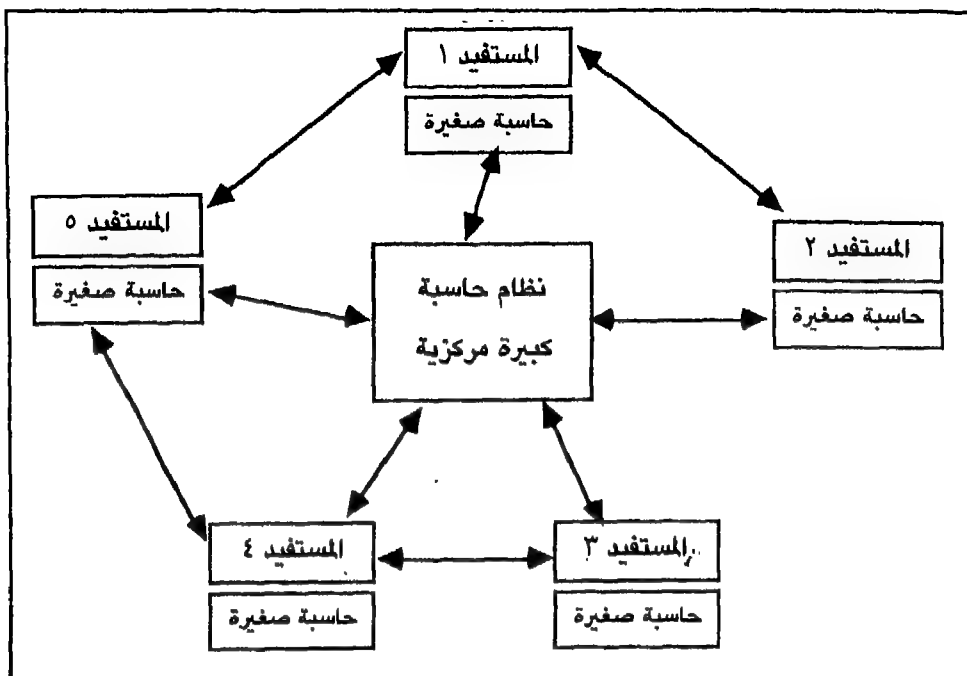 المستفيد ١
حاسبة صغيرة
المستفيد ٥
حاسبة صغيرة
المستفيد ٢
حاسبة صغيرة
نظام حاسبة
كبيرة مركزية
المستفيد ٤
حاسبة صغيرة
المستفيد ٣
حاسبة صغيرة